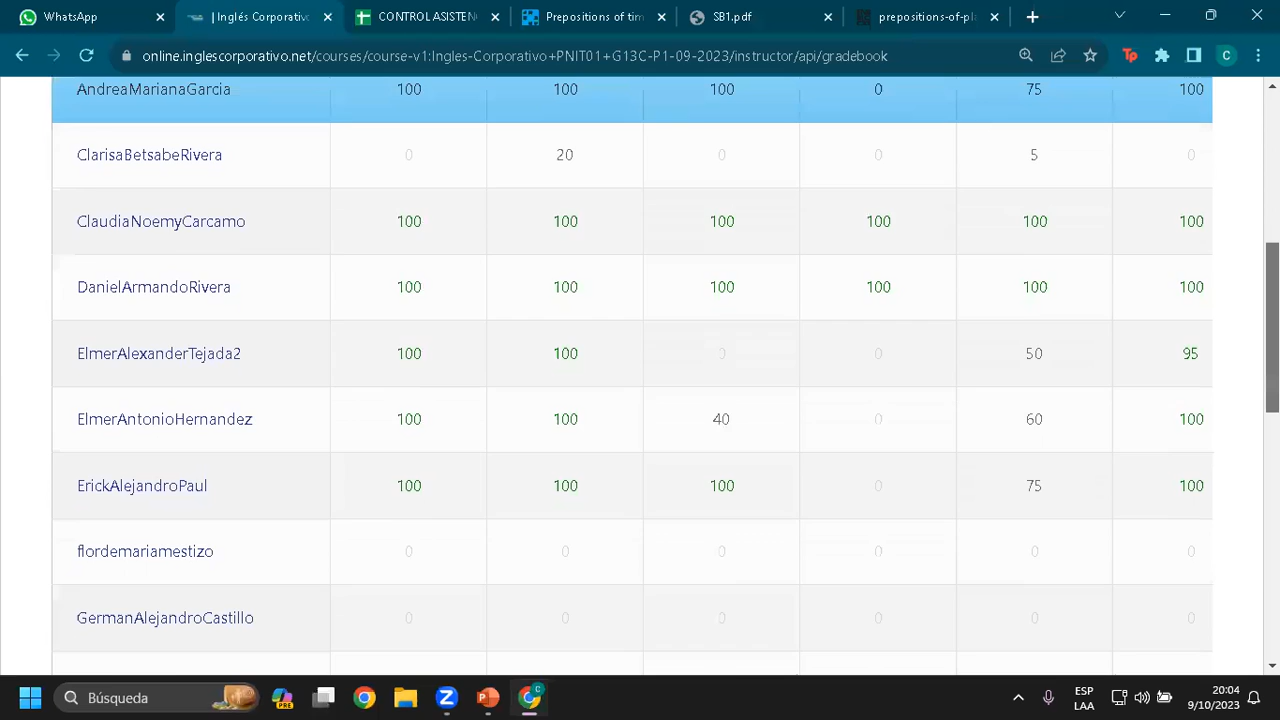 WhatsApp
| Inglés Corporativo
CONTROL ASISTEN
Prepositions of tim
SB1.pdf
prepositions-of-pl
online.inglescorporativo.net/courses/course-v1:Ingles-Corporativo+PNIT01+G13C-P1-09-2023/instructor/api/gradebook
Tp
C
AndreaMarianaGarcia 100 100 100 0 75 100
ClarisaBetsabeRivera 0 20 0 0 5 0
ClaudiaNoemyCarcamo 100 100 100 100 100 100
DanielArmandoRivera 100 100 100 100 100 100
ElmerAlexanderTejada2 100 100 0 0 50 95
ElmerAntonioHernandez 100 100 40 0 60 100
ErickAlejandroPaul 100 100 100 0 75 100
flordemariamestizo 0 0 0 0 0 0
GermanAlejandroCastillo 0 0 0 0 0 0
Búsqueda
PRE
C
ESP
LAA
20:04
9/10/2023